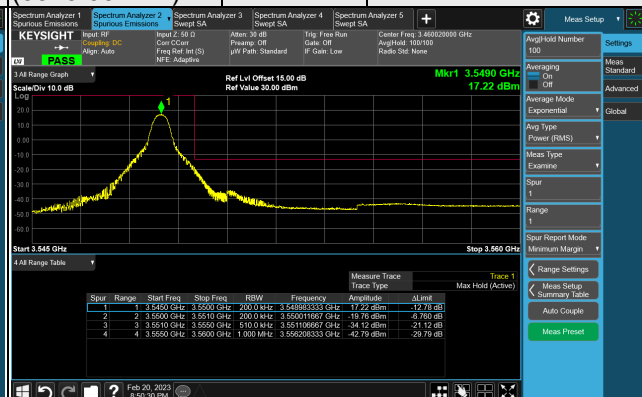 Spectrum Analyzer 1
Spurious Emissions
Spectrum Analyzer 2
Spurious Emissions
Spectrum Analyzer 3
Swept SA
Spectrum Analyzer 4
Swept SA
Spectrum Analyzer 5
Swept SA
+
Meas Setup
KEYSIGHT
Input: RF
Coupling: DC
Align: Auto
Input Z: 50 Ω
Corr CCorr
Freq Ref: Int (S)
NFE: Adaptive
Atten: 30 dB
Preamp: Off
µW Path: Standard
Trig: Free Run
Gate: Off
IF Gain: Low
Center Freq: 3.460020000 GHz
Avg|Hold: 100/100
Radio Std: None
LXI PASS
3 All Range Graph
Scale/Div 10.0 dB
Ref Lvl Offset 15.00 dB
Ref Value 30.00 dBm
Mkr1 3.5490 GHz
17.22 dBm
Log
20.0
10.0
0.00
-10.0
-20.0
-30.0
-40.0
-50.0
-60.0
1
Start 3.545 GHz
Stop 3.560 GHz
4 All Range Table
Measure Trace Trace 1
Trace Type Max Hold (Active)
Spur Range Start Freq Stop Freq RBW Frequency Amplitude ΔLimit
1 1 3.5450 GHz 3.5500 GHz 200.0 kHz 3.548983333 GHz 17.22 dBm -12.78 dB
2 2 3.5500 GHz 3.5510 GHz 200.0 kHz 3.550011667 GHz -19.76 dBm -6.760 dB
3 3 3.5510 GHz 3.5550 GHz 510.0 kHz 3.551106667 GHz -34.12 dBm -21.12 dB
4 4 3.5550 GHz 3.5600 GHz 1.000 MHz 3.556208333 GHz -42.79 dBm -29.79 dB
Avg|Hold Number
100
Averaging
On
Off
Average Mode
Exponential
Avg Type
Power (RMS)
Meas Type
Examine
Spur
1
Range
1
Spur Report Mode
Minimum Margin
Range Settings
Meas Setup
Summary Table
Auto Couple
Meas Preset
Settings
Meas
Standard
Advanced
Global
?
Feb 20, 2023
8:50:30 PM